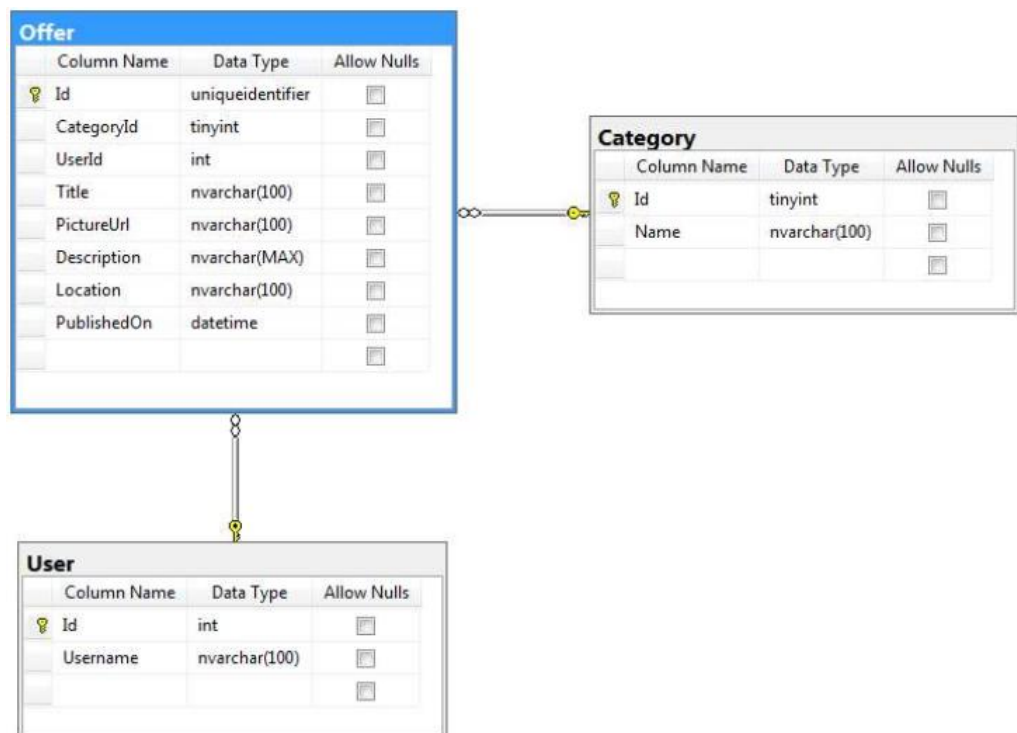 Offer
Column Name Data Type Allow Nulls
Id uniqueidentifier
CategoryId tinyint
UserId int
Title nvarchar(100)
PictureUrl nvarchar(100)
Description nvarchar(MAX)
Location nvarchar(100)
PublishedOn datetime
Category
Column Name Data Type Allow Nulls
Id tinyint
Name nvarchar(100)
User
Column Name Data Type Allow Nulls
Id int
Username nvarchar(100)